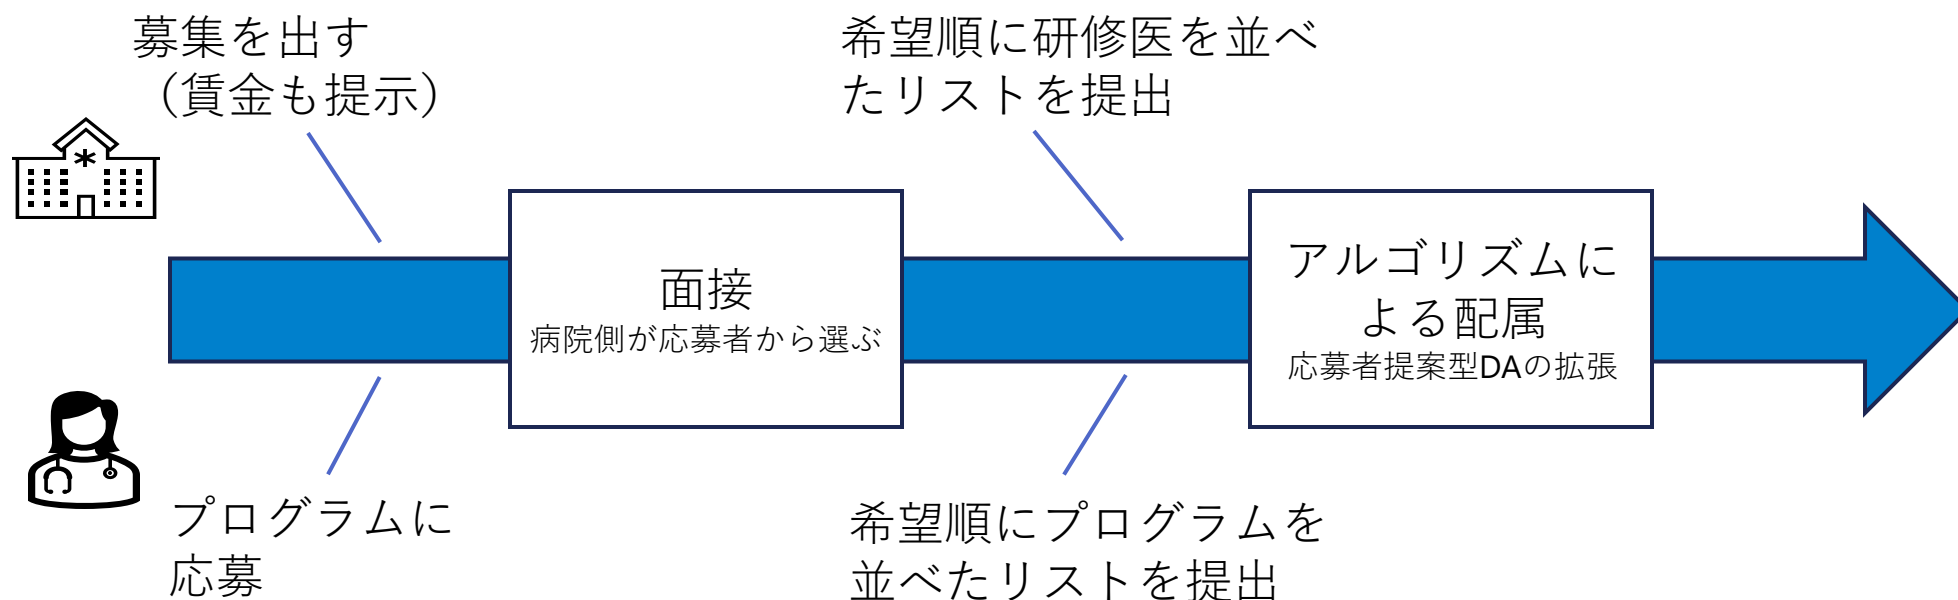 募集を出す
（賃金も提示）
希望順に研修医を並べ
たリストを提出
面接
病院側が応募者から選ぶ
アルゴリズムに
よる配属
応募者提案型DAの拡張
プログラムに
応募
希望順にプログラムを
並べたリストを提出